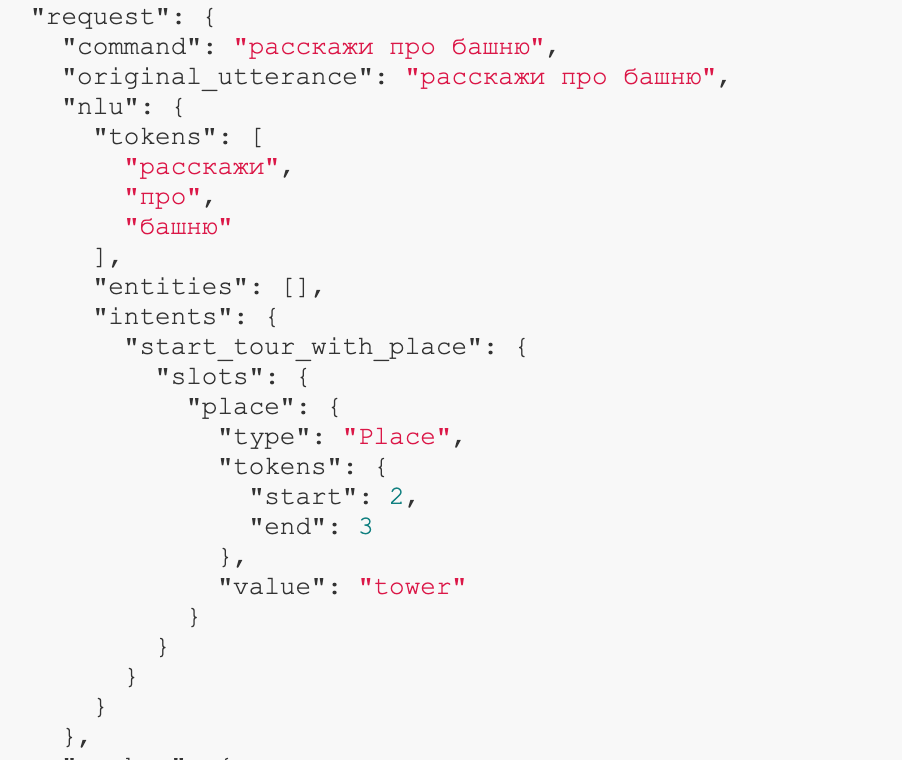 "request": {
"command": "расскажи про башню",
"original_utterance": "расскажи про башню",
"nlu": {
"tokens": [
"расскажи",
"про",
"башню"
],
"entities": [],
"intents": {
"start_tour_with_place": {
"slots": {
"place": {
"type": "Place",
"tokens": {
"start": 2,
"end": 3
},
"value": "tower"
}
}
}
}
},